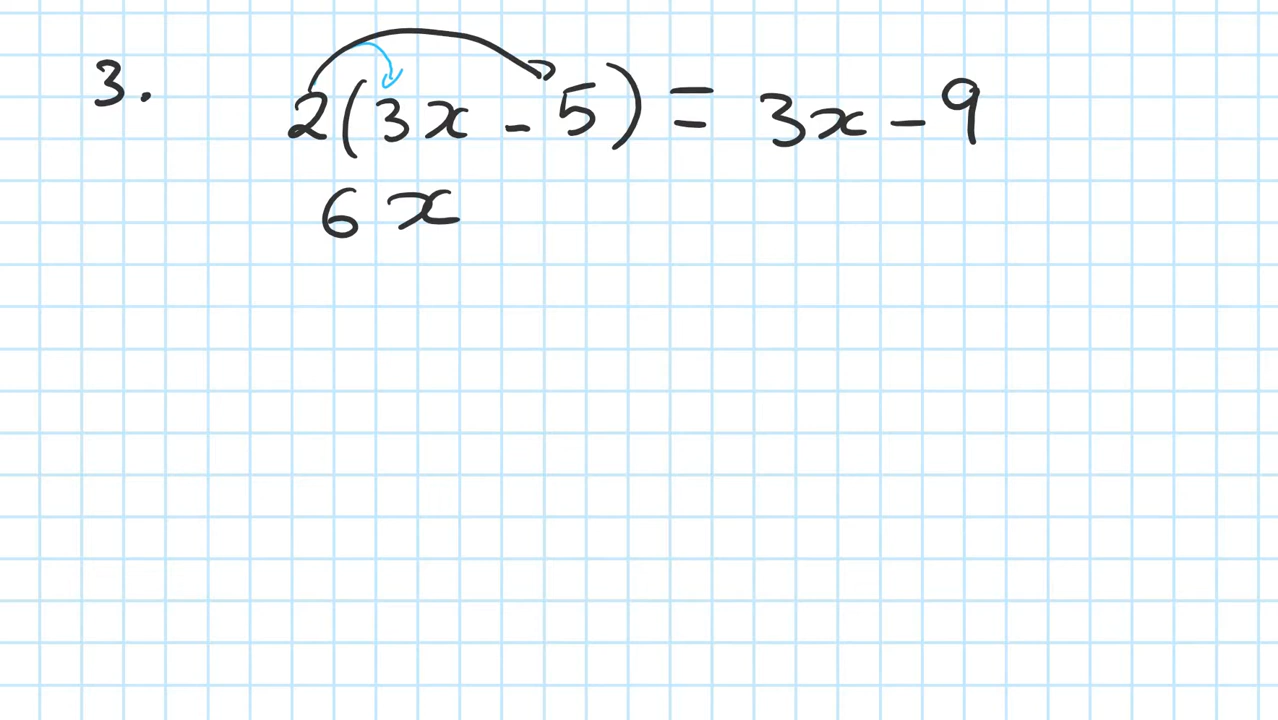 3. 2(3x - 5) = 3x - 9
6x